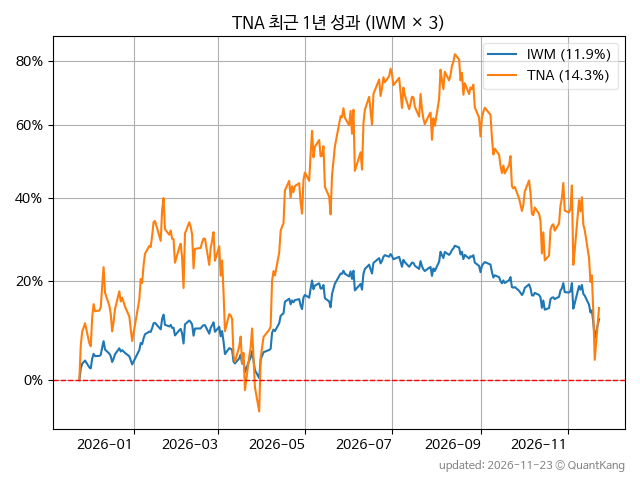 TNA 최근 1년 성과 (IWM × 3)
IWM (11.9%)
TNA (14.3%)
80%
60%
40%
20%
0%
2026-01 2026-03 2026-05 2026-07 2026-09 2026-11
updated: 2026-11-23 © QuantKang